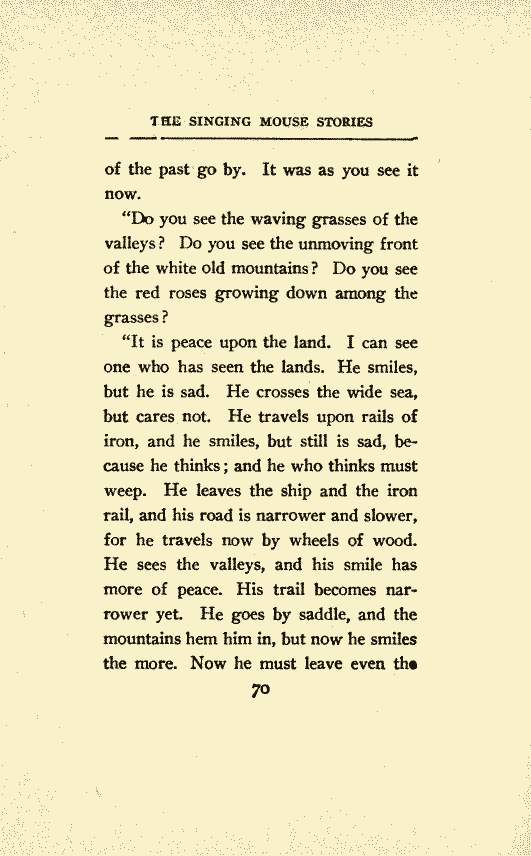 THE SINGING MOUSE STORIES
of the past go by. It was as you see it
now.
"Do you see the waving grasses of the
valleys? Do you see the unmoving front
of the white old mountains? Do you see
the red roses growing down among the
grasses?
"It is peace upon the land. I can see
one who has seen the lands. He smiles,
but he is sad. He crosses the wide sea,
but cares not. He travels upon rails of
iron, and he smiles, but still is sad, be-
cause he thinks; and he who thinks must
weep. He leaves the ship and the iron
rail, and his road is narrower and slower,
for he travels now by wheels of wood.
He sees the valleys, and his smile has
more of peace. His trail becomes nar-
rower yet. He goes by saddle, and the
mountains hem him in, but now he smiles
the more. Now he must leave even the
70